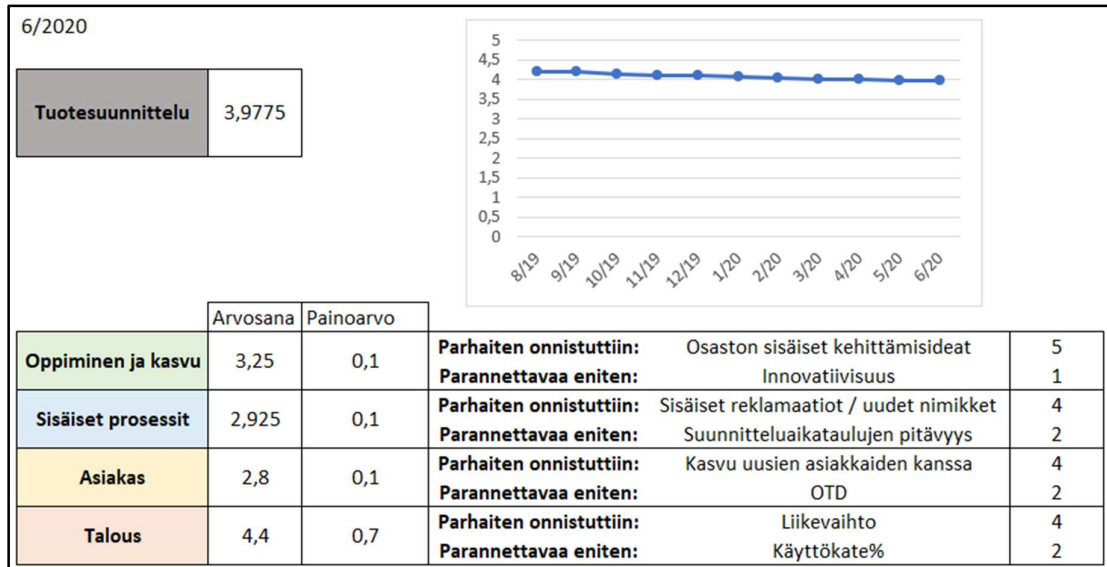 6/2020
Tuotesuunnittelu 3,9775
5
4,5
4
3,5
3
2,5
2
1,5
1
0,5
0
8/19 9/19 10/19 11/19 12/19 1/20 2/20 3/20 4/20 5/20 6/20
Arvosana Painoarvo
Oppiminen ja kasvu 3,25 0,1
Parhaiten onnistuttiin: Osaston sisäiset kehittämisideat 5
Parannettavaa eniten: Innovatiivisuus 1
Sisäiset prosessit 2,925 0,1
Parhaiten onnistuttiin: Sisäiset reklamaatiot / uudet nimikket 4
Parannettavaa eniten: Suunnitteluaikataulujen pitävyys 2
Asiakas 2,8 0,1
Parhaiten onnistuttiin: Kasvu uusien asiakkaiden kanssa 4
Parannettavaa eniten: OTD 2
Talous 4,4 0,7
Parhaiten onnistuttiin: Liikevaihto 4
Parannettavaa eniten: Käyttökate% 2